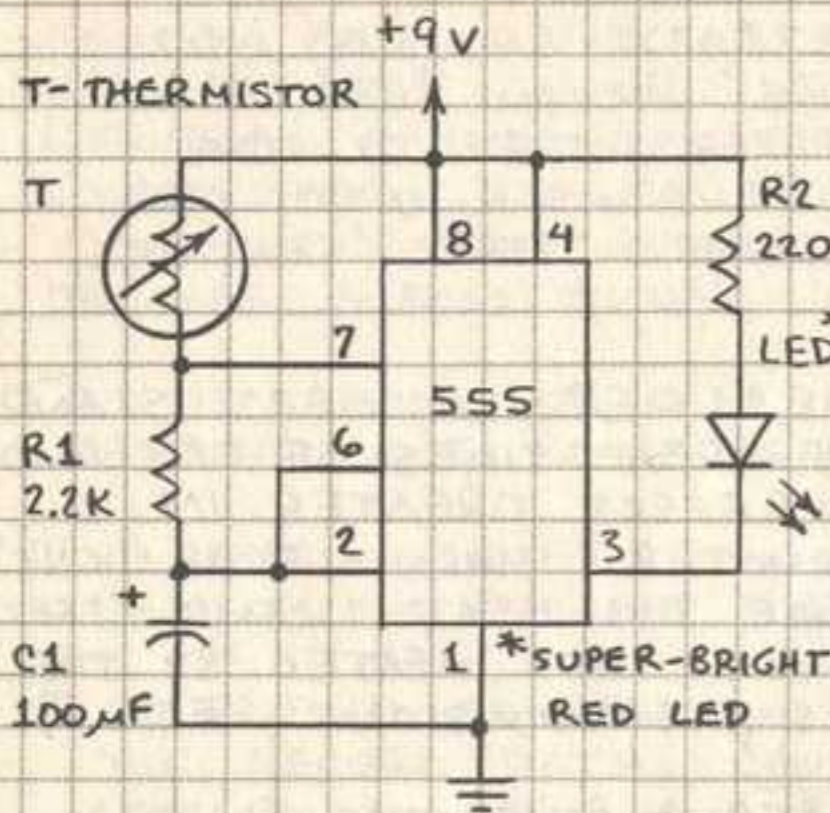 +9V
T- THERMISTOR
T
R2
8
4
220
7
LED
*
555
R1
2.2K
6
2
3
+
C1
100µF
1
*SUPER-BRIGHT
RED LED